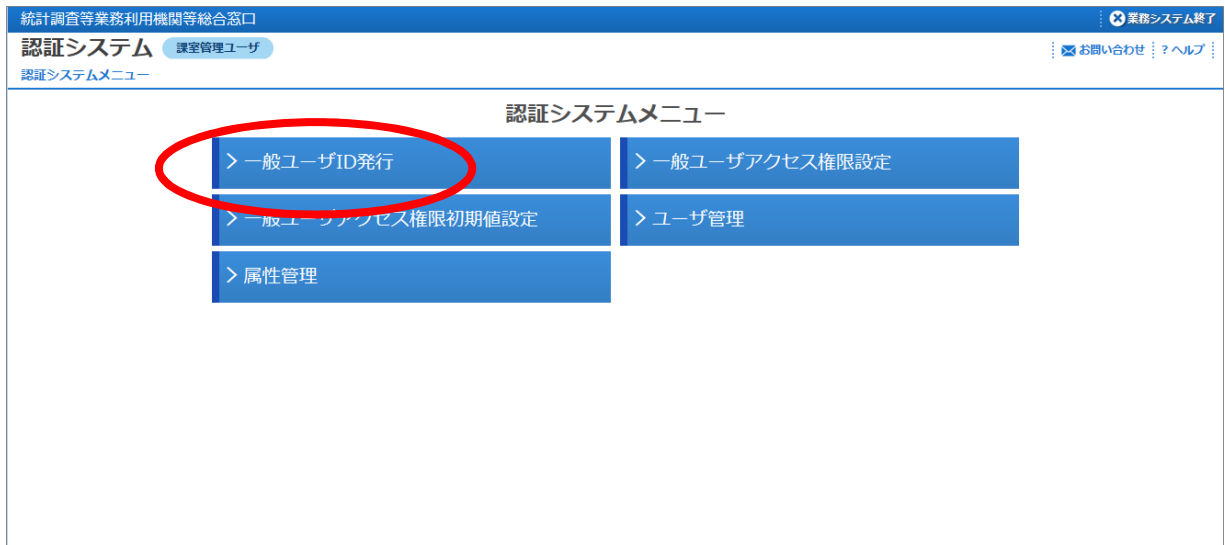 統計調査等業務利用機関等総合窓口
業務システム終了
認証システム 課室管理ユーザ
お問い合わせ ? ヘルプ
認証システムメニュー
認証システムメニュー
一般ユーザID発行
一般ユーザアクセス権限設定
一般ユーザアクセス権限初期値設定
ユーザ管理
属性管理